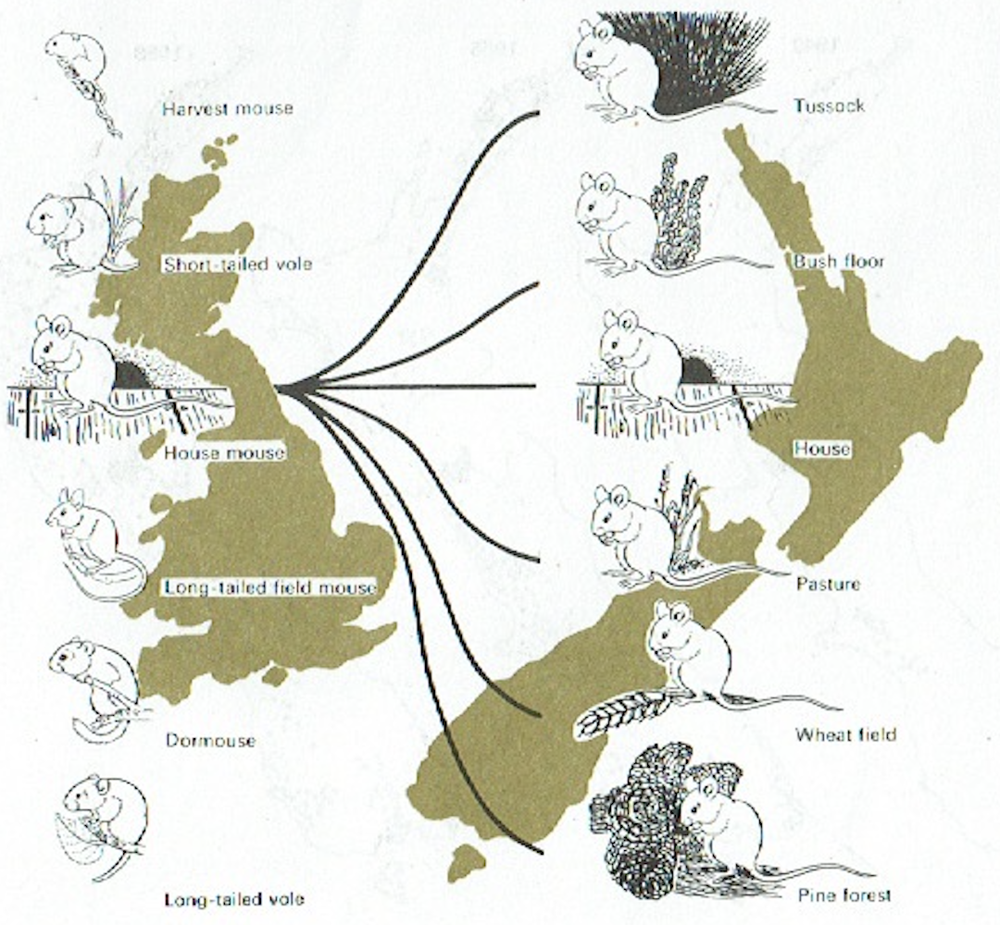 Harvest mouse
Short-tailed vole
House mouse
Long-tailed field mouse
Dormouse
Long-tailed vole
Tussock
Bush floor
House
Pasture
Wheat field
Pine forest